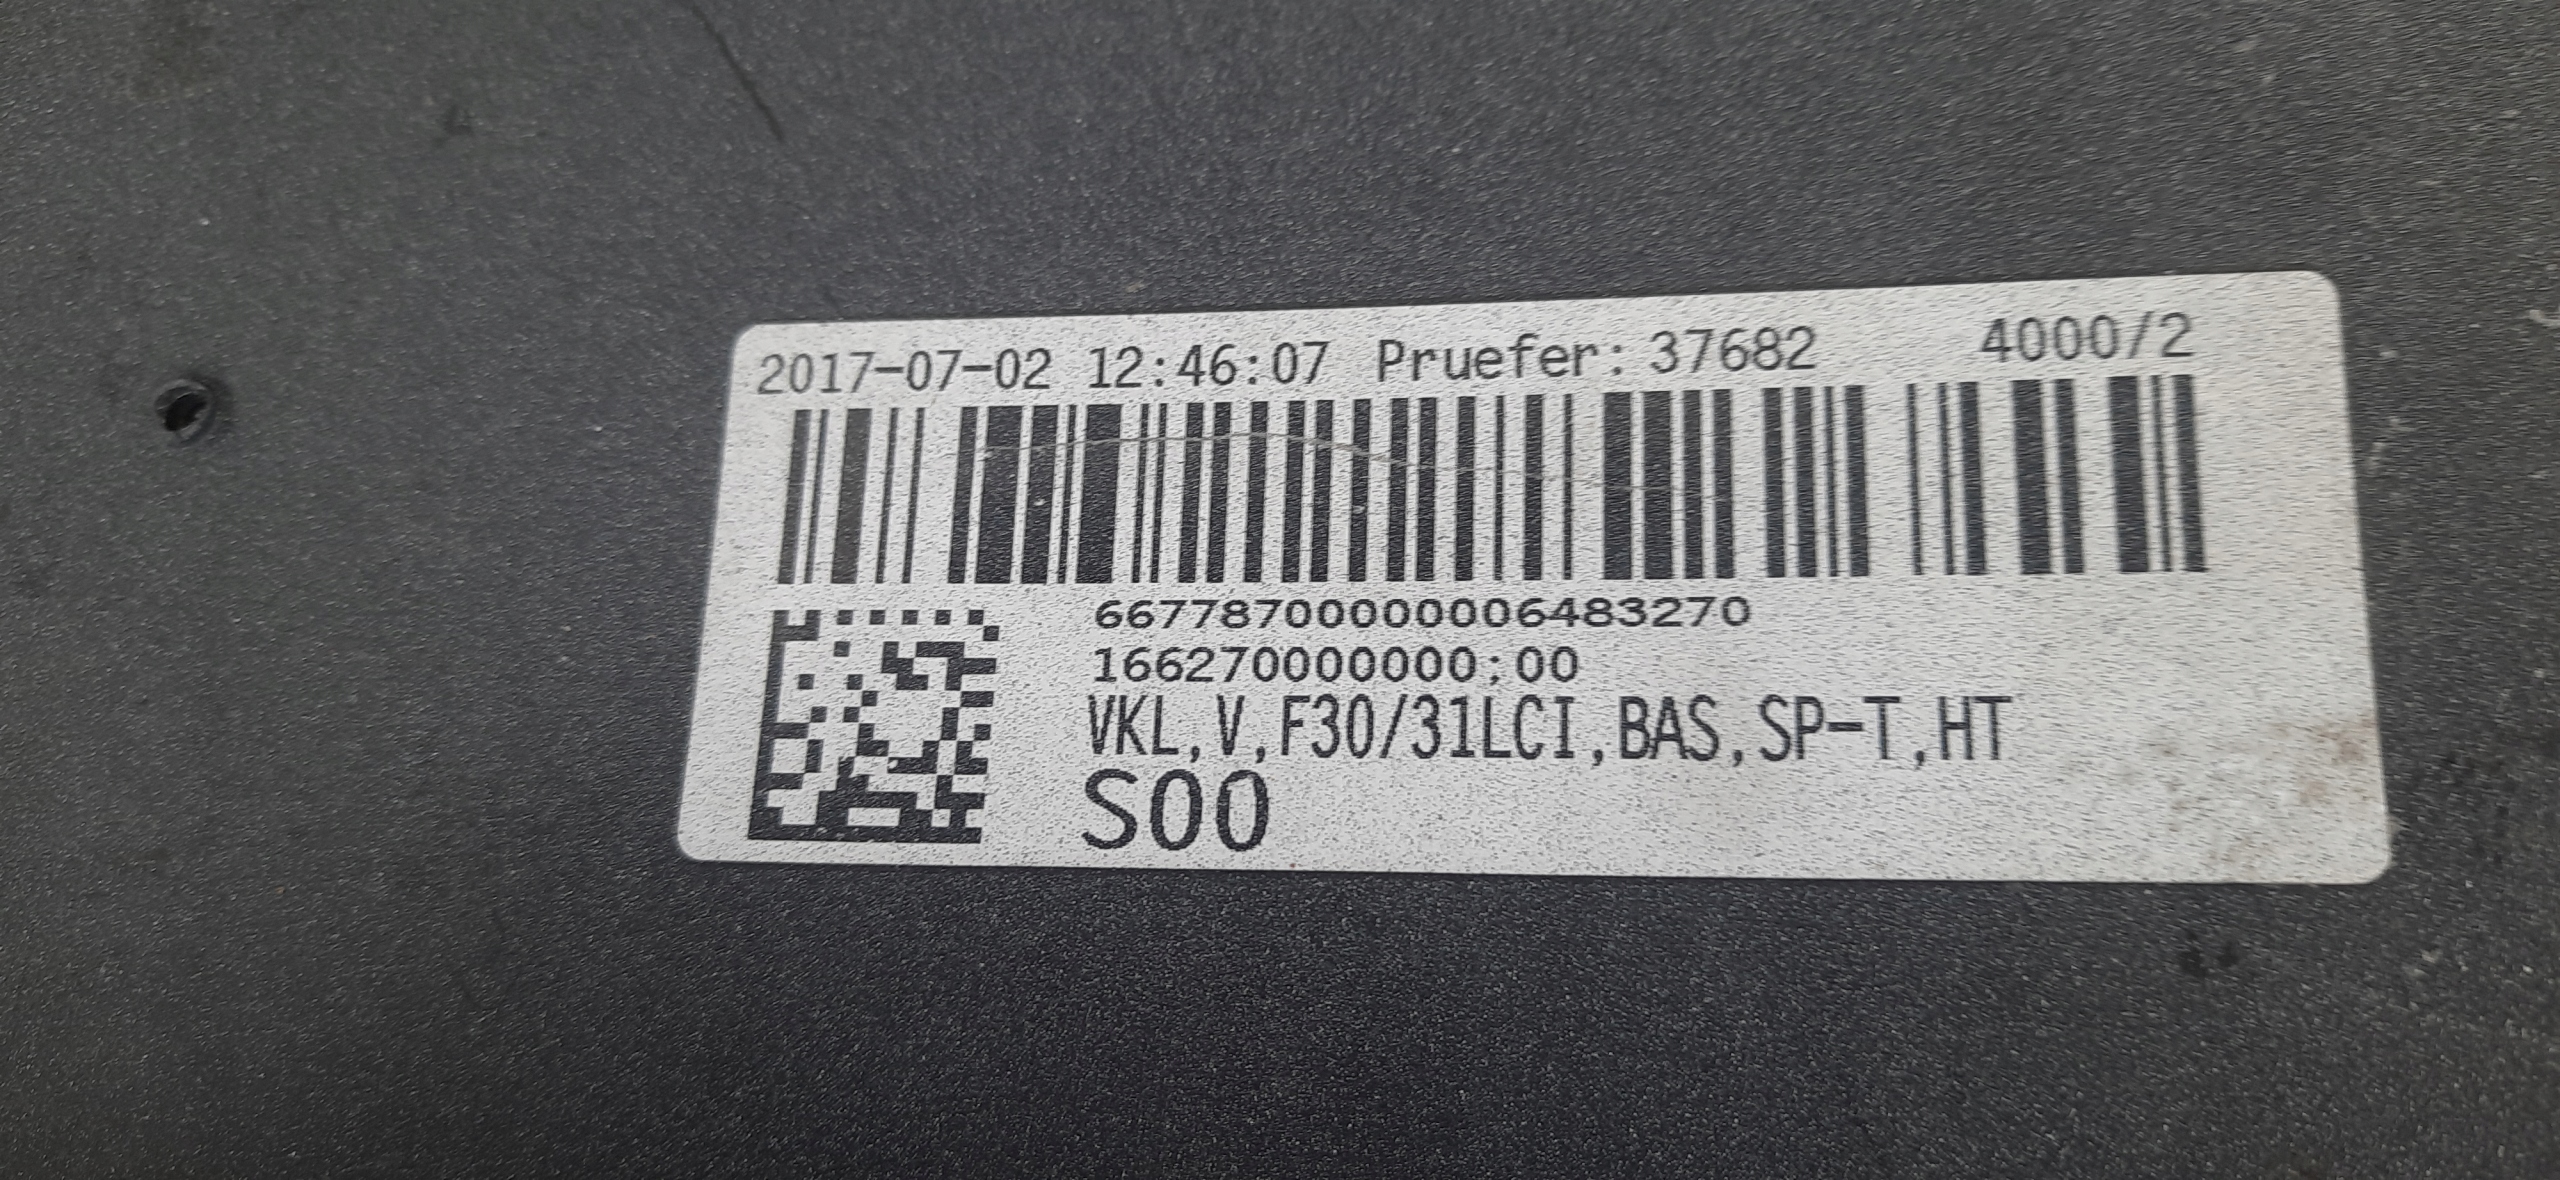 2017-07-02 12:46:07 Pruefer: 37682 4000/2
66778700000006483270
166270000000;00
VKL,V,F30/31LCI,BAS,SP-T,HT
S00